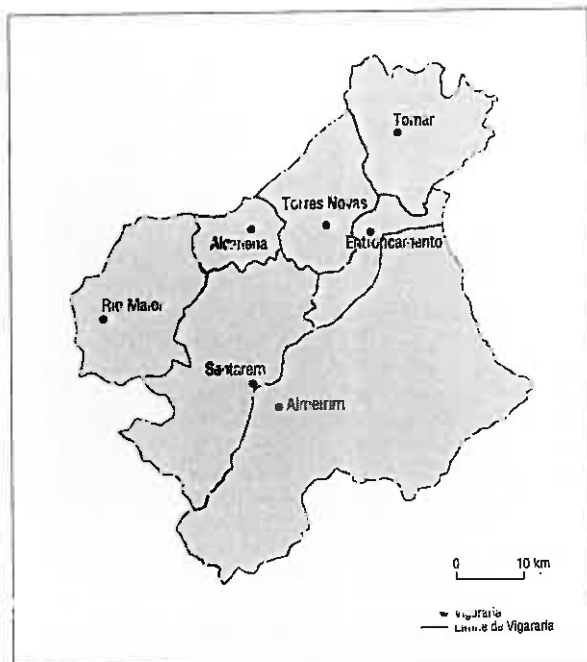 Tomar
Torres Novas
Entroncamento
Alcanena
Rio Maior
Santarem
Almeirim
0 10 km
Vigararia
Limite da Vigararia